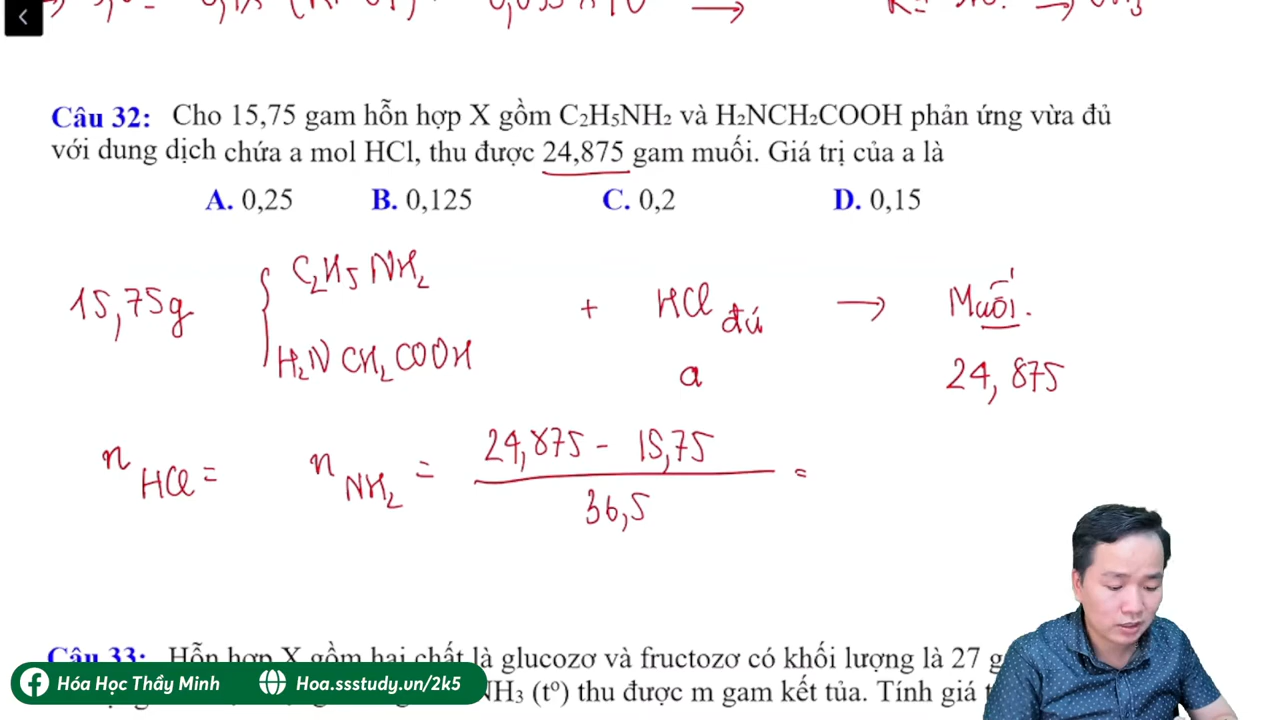 Câu 32: Cho 15,75 gam hỗn hợp X gồm C₂H₅NH₂ và H₂NCH₂COOH phản ứng vừa đủ
với dung dịch chứa a mol HCl, thu được 24,875 gam muối. Giá trị của a là
A. 0,25 B. 0,125 C. 0,2 D. 0,15
C₂H₅NH₂
15,75g + HCl đủ → Muối.
H₂NCH₂COOH
a 24,875
24,875 - 15,75
n HCl = n NH₂ = =
36,5
Câu 33: Hỗn hợp X gồm hai chất là glucozơ và fructozơ có khối lượng là 27 g
NH₃ (tº) thu được m gam kết tủa. Tính giá t
Hóa Học Thầy Minh Hoa.ssstudy.vn/2k5